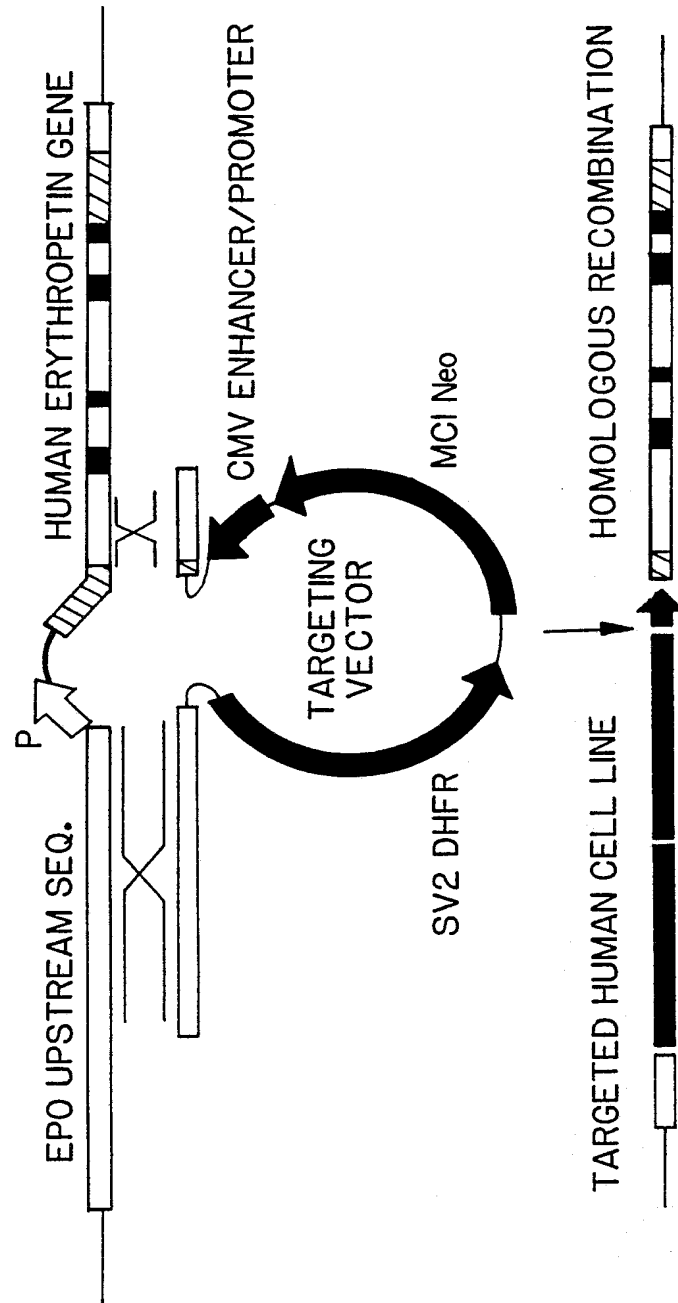 EPO UPSTREAM SEQ.
P
HUMAN ERYTHROPETIN GENE
CMV ENHANCER/PROMOTER
TARGETING
VECTOR
SV2 DHFR
MCI Neo
TARGETED HUMAN CELL LINE
HOMOLOGOUS RECOMBINATION